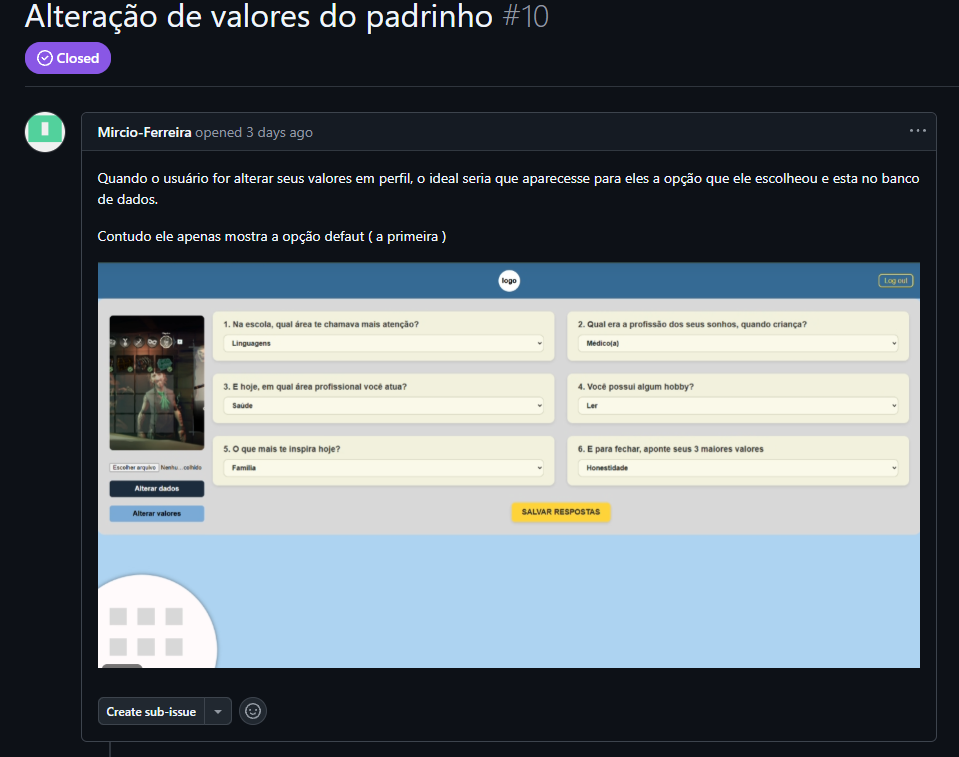 Alteração de valores do padrinho #10
Closed
Mircio-Ferreira opened 3 days ago
Quando o usuário for alterar seus valores em perfil, o ideal seria que aparecesse para eles a opção que ele escolheou e esta no banco
de dados.
Contudo ele apenas mostra a opção defaut ( a primeira )
logo
Log out
1. Na escola, qual área te chamava mais atenção?
Linguagens
2. Qual era a profissão dos seus sonhos, quando criança?
Médico(a)
3. E hoje, em qual área profissional você atua?
Saúde
4. Você possui algum hobby?
Ler
5. O que mais te inspira hoje?
Família
6. E para fechar, aponte seus 3 maiores valores
Honestidade
Escolher arquivo Nenhu...colhido
Alterar dados
Alterar valores
SALVAR RESPOSTAS
Create sub-issue